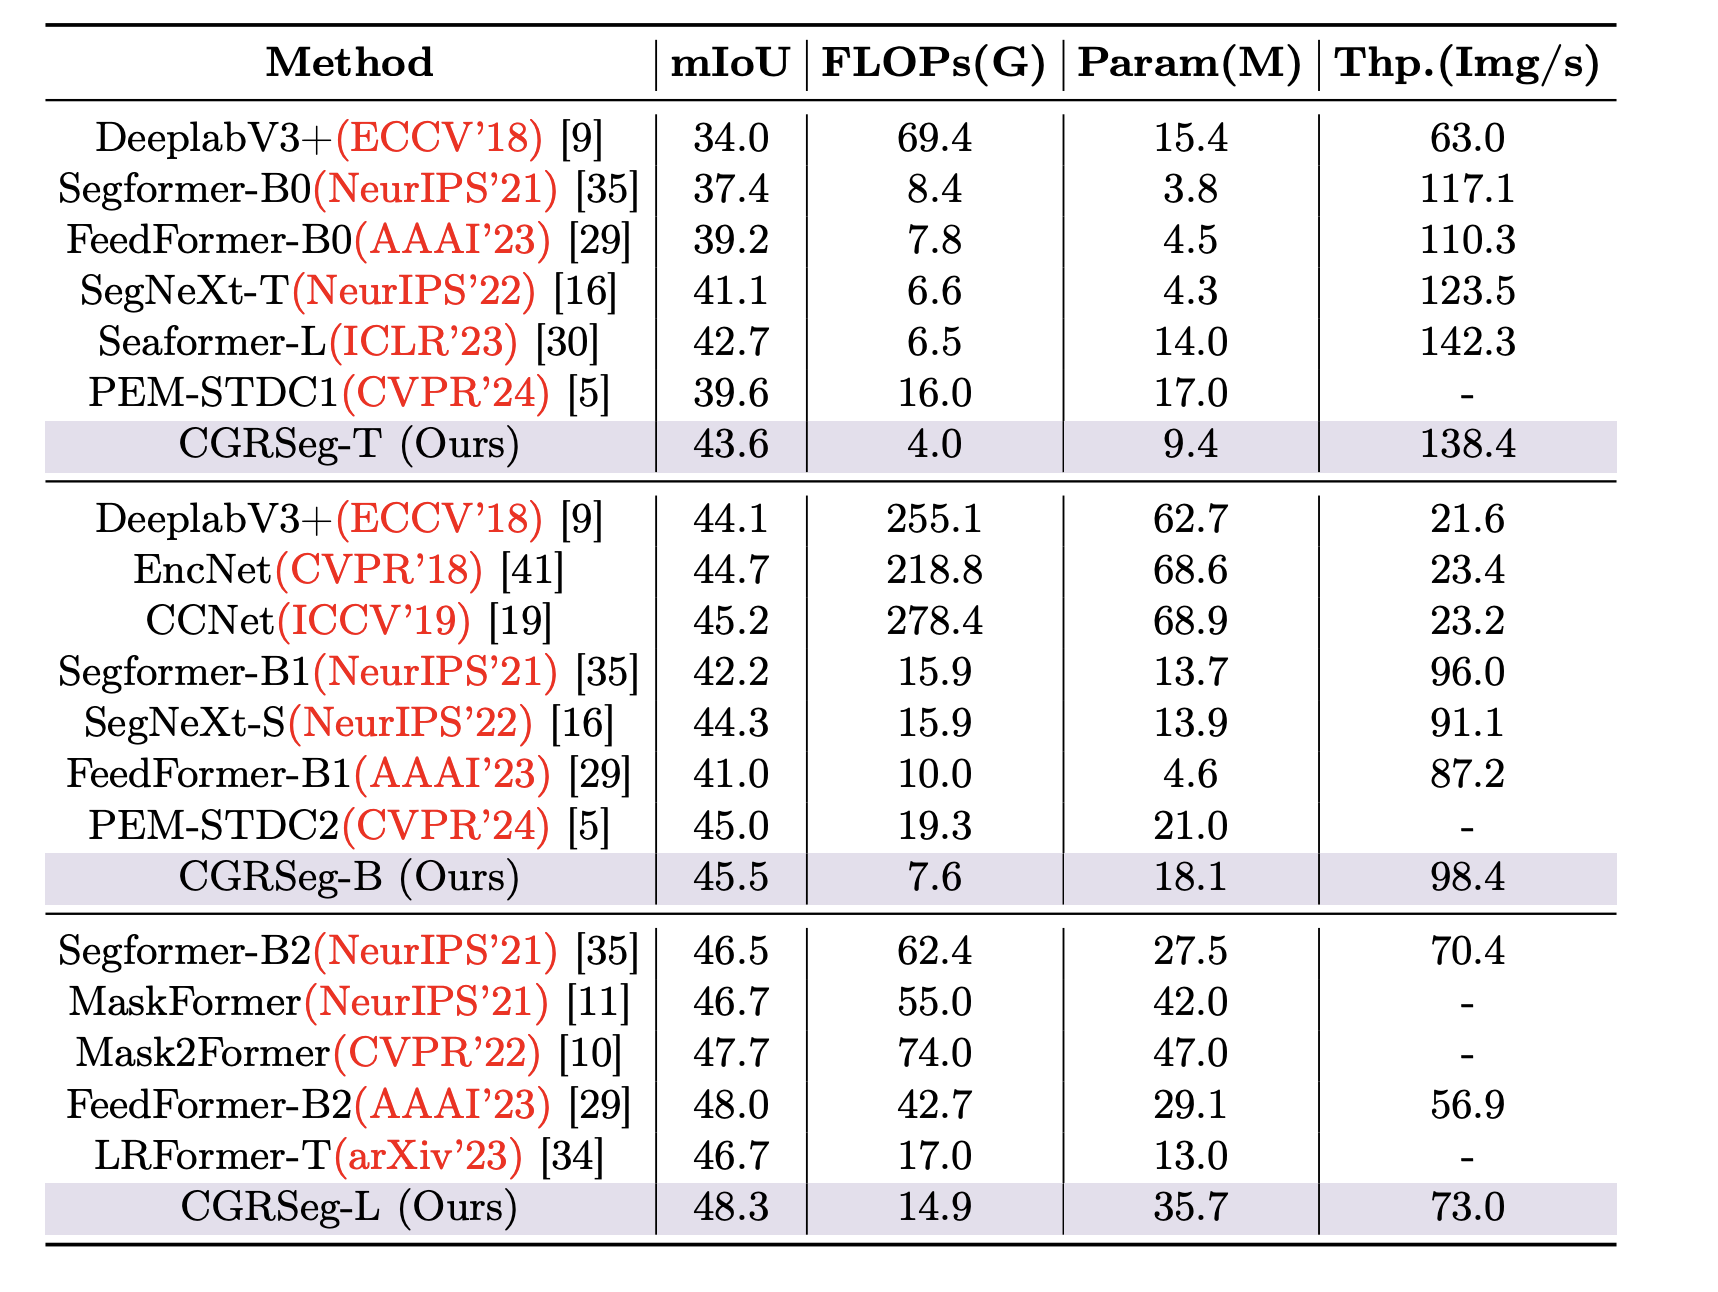 Method mIoU FLOPs(G) Param(M) Thp.(Img/s)
DeeplabV3+(ECCV'18) [9] 34.0 69.4 15.4 63.0
Segformer-B0(NeurIPS'21) [35] 37.4 8.4 3.8 117.1
FeedFormer-B0(AAAI'23) [29] 39.2 7.8 4.5 110.3
SegNeXt-T(NeurIPS'22) [16] 41.1 6.6 4.3 123.5
Seaformer-L(ICLR'23) [30] 42.7 6.5 14.0 142.3
PEM-STDC1(CVPR'24) [5] 39.6 16.0 17.0 -
CGRSeg-T (Ours) 43.6 4.0 9.4 138.4
DeeplabV3+(ECCV'18) [9] 44.1 255.1 62.7 21.6
EncNet(CVPR'18) [41] 44.7 218.8 68.6 23.4
CCNet(ICCV'19) [19] 45.2 278.4 68.9 23.2
Segformer-B1(NeurIPS'21) [35] 42.2 15.9 13.7 96.0
SegNeXt-S(NeurIPS'22) [16] 44.3 15.9 13.9 91.1
FeedFormer-B1(AAAI'23) [29] 41.0 10.0 4.6 87.2
PEM-STDC2(CVPR'24) [5] 45.0 19.3 21.0 -
CGRSeg-B (Ours) 45.5 7.6 18.1 98.4
Segformer-B2(NeurIPS'21) [35] 46.5 62.4 27.5 70.4
MaskFormer(NeurIPS'21) [11] 46.7 55.0 42.0 -
Mask2Former(CVPR'22) [10] 47.7 74.0 47.0 -
FeedFormer-B2(AAAI'23) [29] 48.0 42.7 29.1 56.9
LRFormer-T(arXiv'23) [34] 46.7 17.0 13.0 -
CGRSeg-L (Ours) 48.3 14.9 35.7 73.0